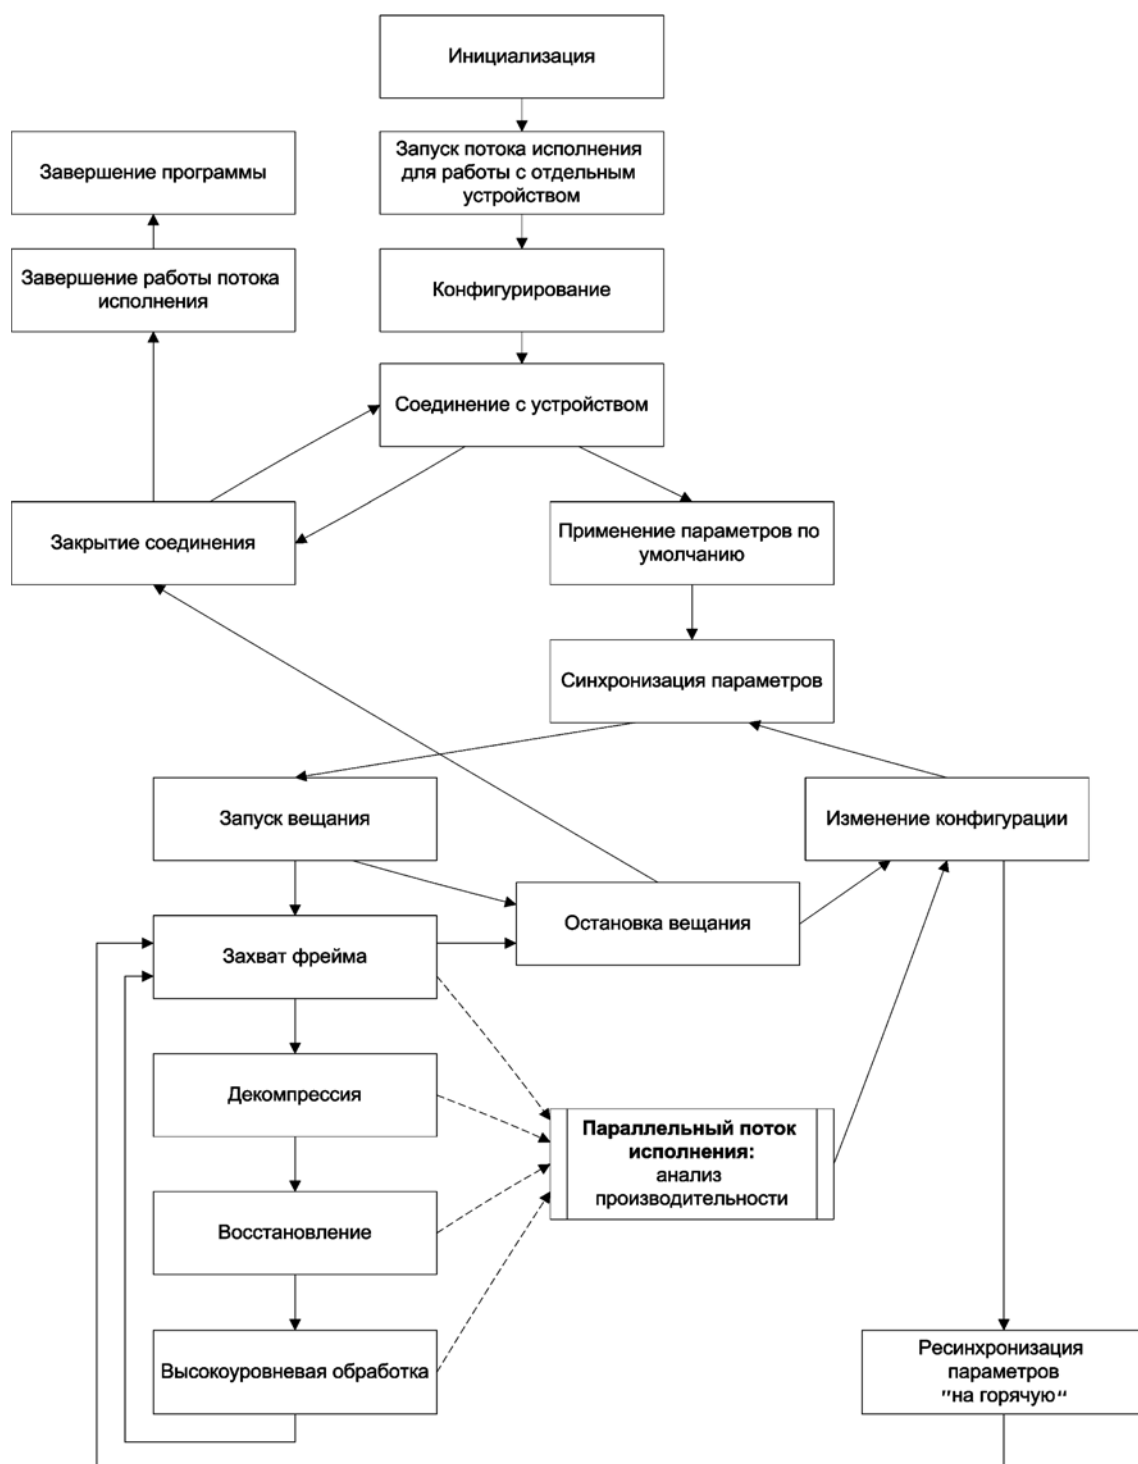 Инициализация
Запуск потока исполнения
для работы с отдельным
устройством
Завершение программы
Завершение работы потока
исполнения
Конфигурирование
Соединение с устройством
Закрытие соединения
Применение параметров по
умолчанию
Синхронизация параметров
Запуск вещания
Изменение конфигурации
Остановка вещания
Захват фрейма
Декомпрессия
Параллельный поток
исполнения:
анализ
производительности
Восстановление
Высокоуровневая обработка
Ресинхронизация
параметров
"на горячую"